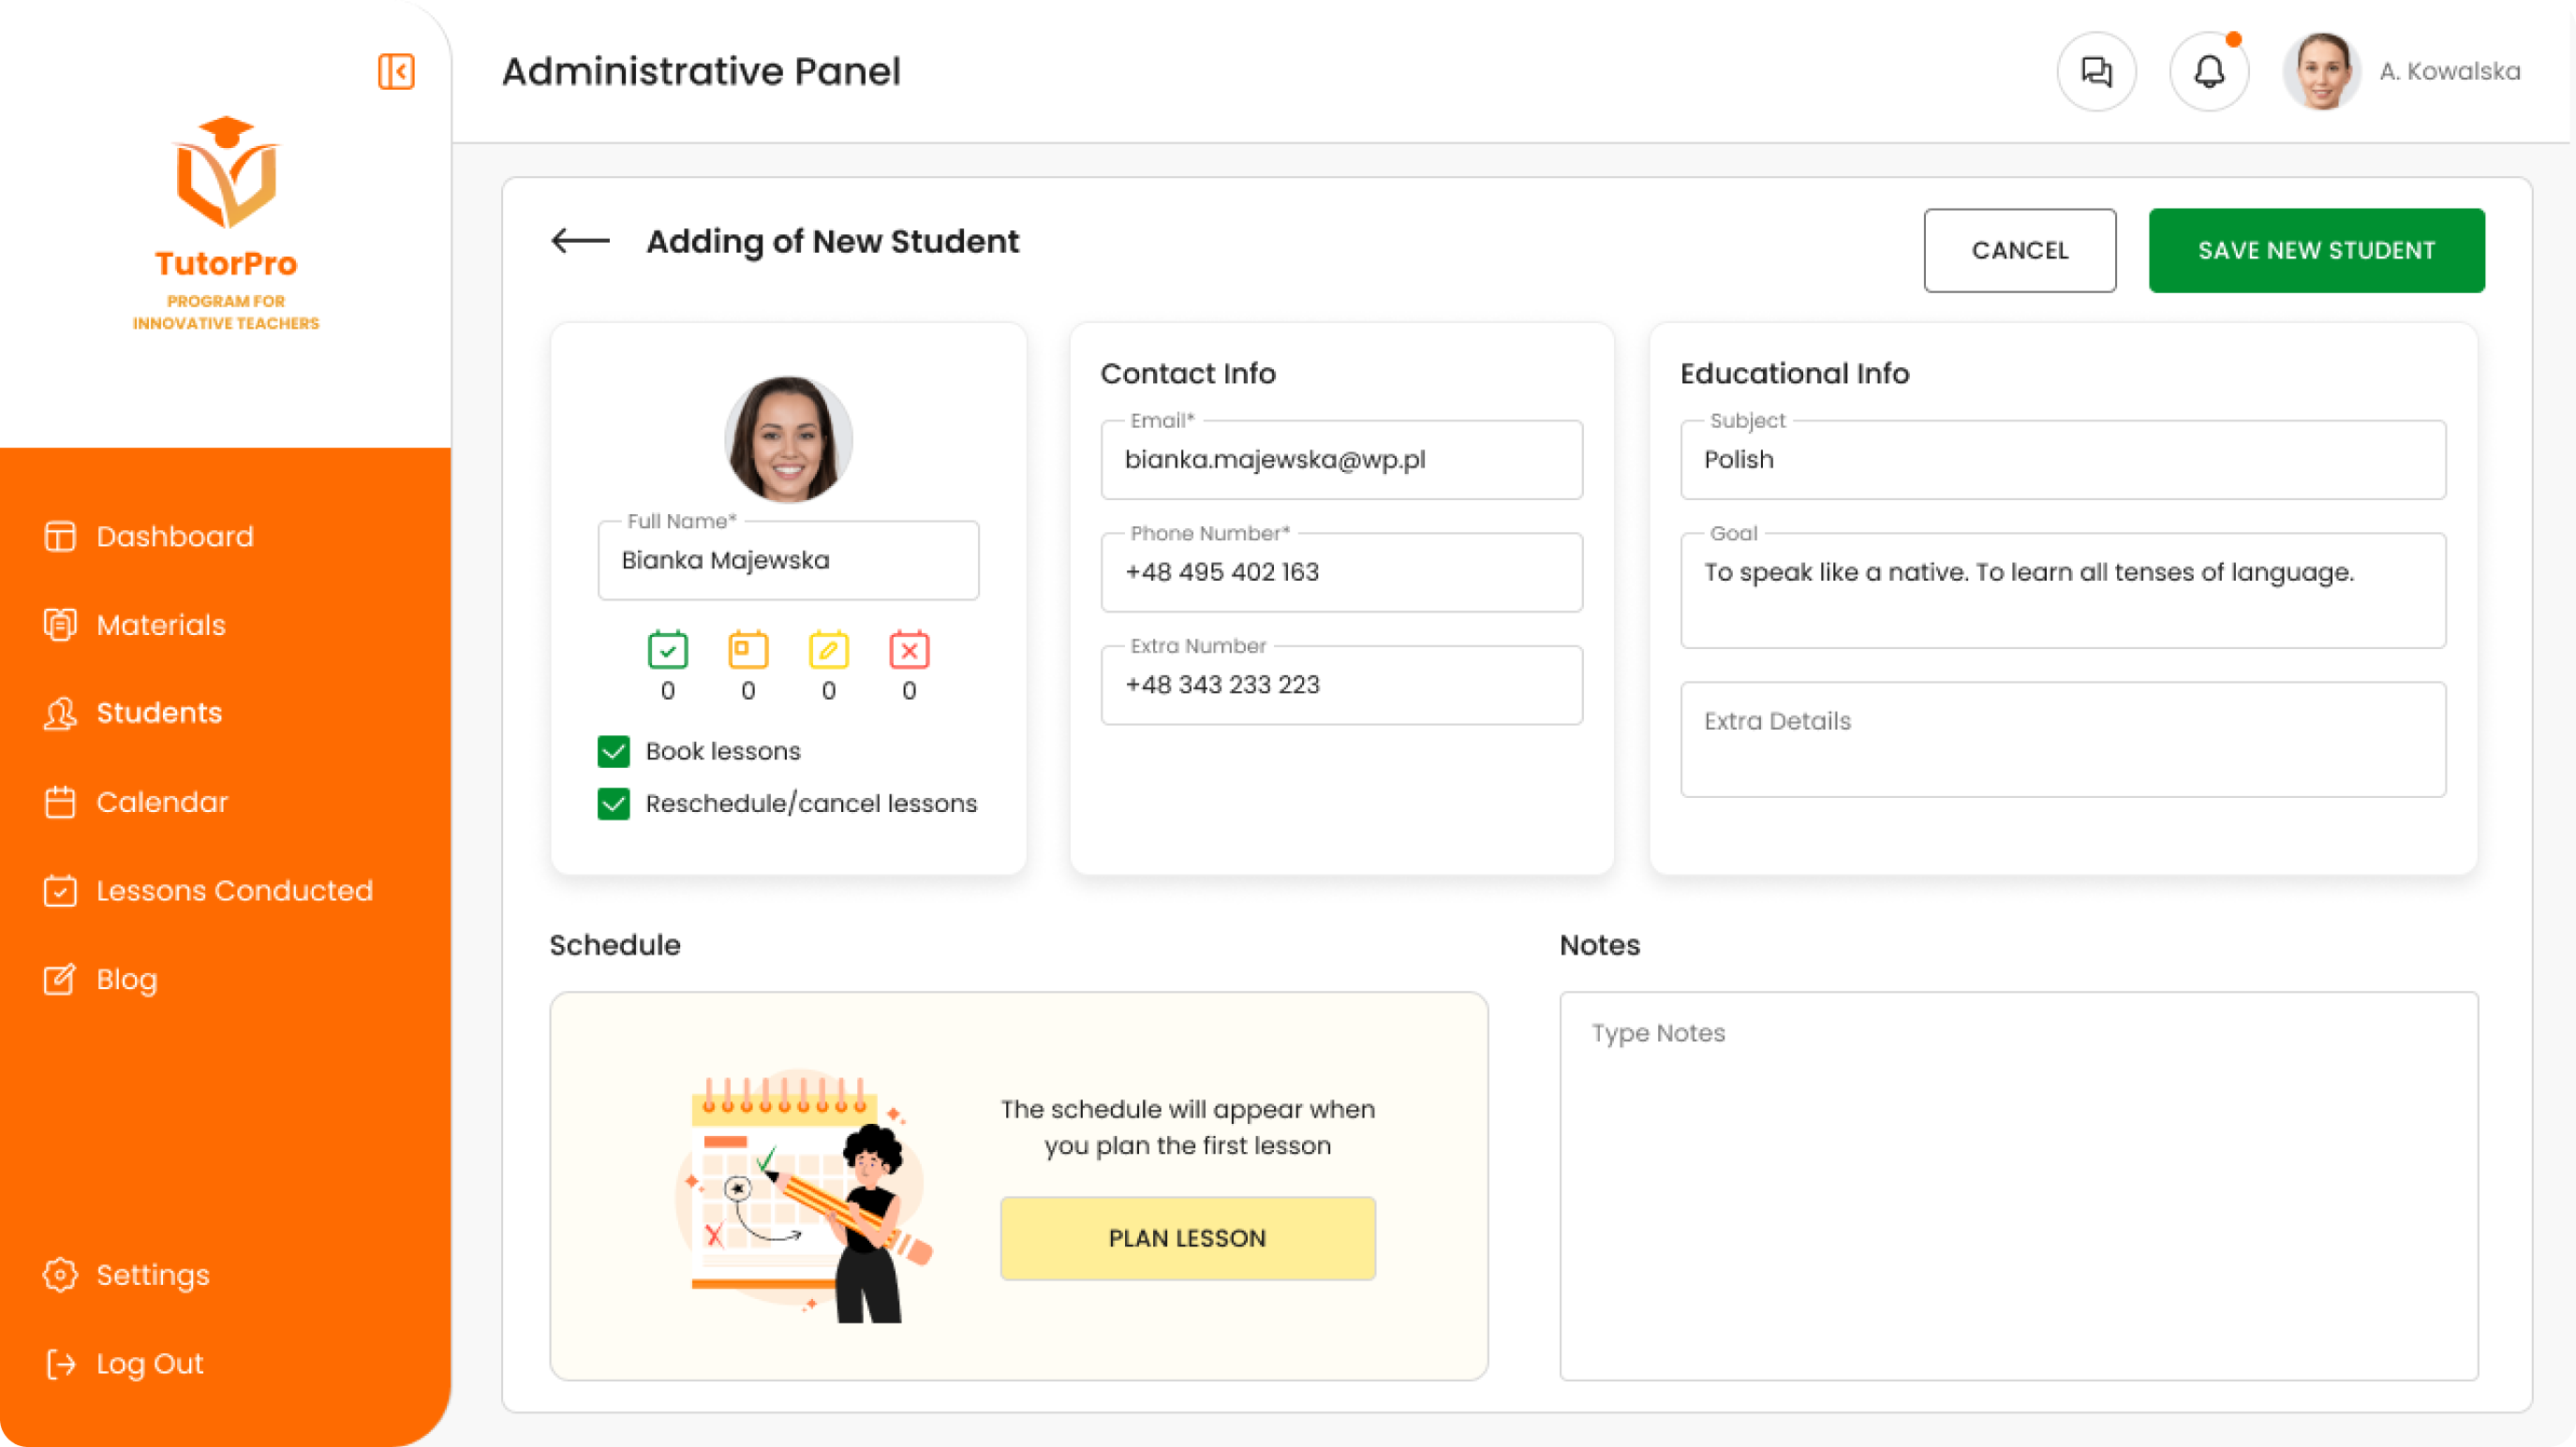 TutorPro
PROGRAM FOR
INNOVATIVE TEACHERS
Dashboard
Materials
Students
Calendar
Lessons Conducted
Blog
Settings
Log Out
Administrative Panel
A. Kowalska
Adding of New Student
CANCEL
SAVE NEW STUDENT
Full Name*
Bianka Majewska
0 0 0 0
Book lessons
Reschedule/cancel lessons
Contact Info
Email*
bianka.majewska@wp.pl
Phone Number*
+48 495 402 163
Extra Number
+48 343 233 223
Educational Info
Subject
Polish
Goal
To speak like a native. To learn all tenses of language.
Extra Details
Schedule
The schedule will appear when
you plan the first lesson
PLAN LESSON
Notes
Type Notes